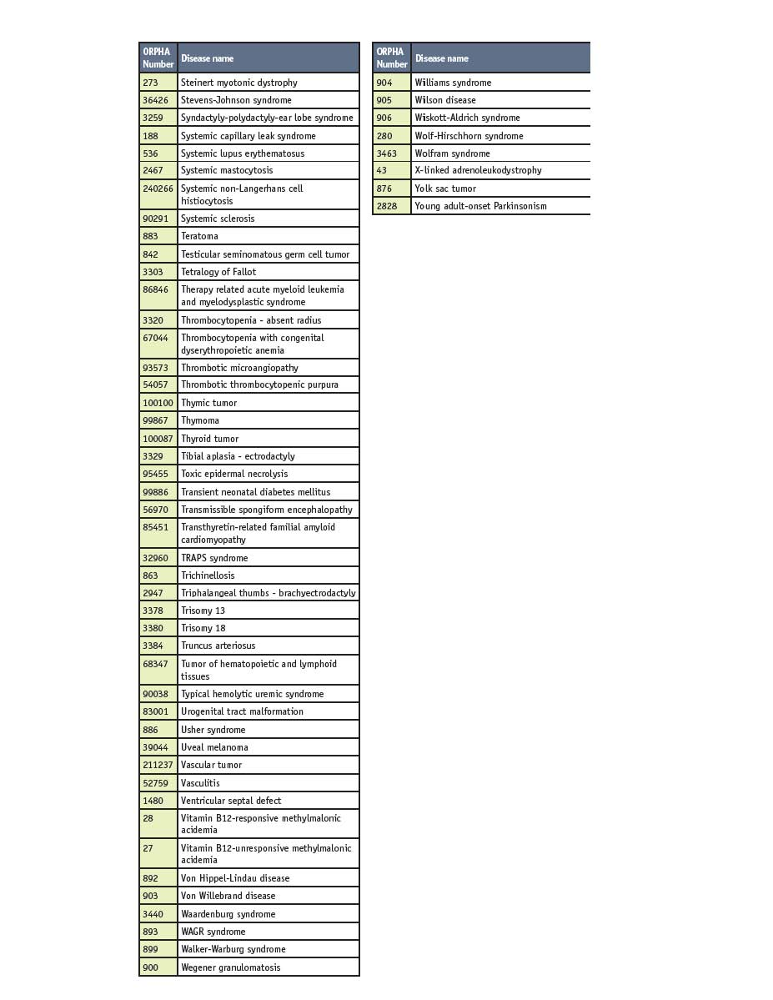 ORPHA Number Disease name
273 Steinert myotonic dystrophy
36426 Stevens-Johnson syndrome
3259 Syndactyly-polydactyly-ear lobe syndrome
188 Systemic capillary leak syndrome
536 Systemic lupus erythematosus
2467 Systemic mastocytosis
240266 Systemic non-Langerhans cell
histiocytosis
90291 Systemic sclerosis
883 Teratoma
842 Testicular seminomatous germ cell tumor
3303 Tetralogy of Fallot
86846 Therapy related acute myeloid leukemia
and myelodysplastic syndrome
3320 Thrombocytopenia - absent radius
67044 Thrombocytopenia with congenital
dyserythropoietic anemia
93573 Thrombotic microangiopathy
54057 Thrombotic thrombocytopenic purpura
100100 Thymic tumor
99867 Thymoma
100087 Thyroid tumor
3329 Tibial aplasia - ectrodactyly
95455 Toxic epidermal necrolysis
99886 Transient neonatal diabetes mellitus
56970 Transmissible spongiform encephalopathy
85451 Transthyretin-related familial amyloid
cardiomyopathy
32960 TRAPS syndrome
863 Trichinellosis
2947 Triphalangeal thumbs - brachyectrodactyly
3378 Trisomy 13
3380 Trisomy 18
3384 Truncus arteriosus
68347 Tumor of hematopoietic and lymphoid
tissues
90038 Typical hemolytic uremic syndrome
83001 Urogenital tract malformation
886 Usher syndrome
39044 Uveal melanoma
211237 Vascular tumor
52759 Vasculitis
1480 Ventricular septal defect
28 Vitamin B12-responsive methylmalonic
acidemia
27 Vitamin B12-unresponsive methylmalonic
acidemia
892 Von Hippel-Lindau disease
903 Von Willebrand disease
3440 Waardenburg syndrome
893 WAGR syndrome
899 Walker-Warburg syndrome
900 Wegener granulomatosis
ORPHA Number Disease name
904 Williams syndrome
905 Wilson disease
906 Wiskott-Aldrich syndrome
280 Wolf-Hirschhorn syndrome
3463 Wolfram syndrome
43 X-linked adrenoleukodystrophy
876 Yolk sac tumor
2828 Young adult-onset Parkinsonism